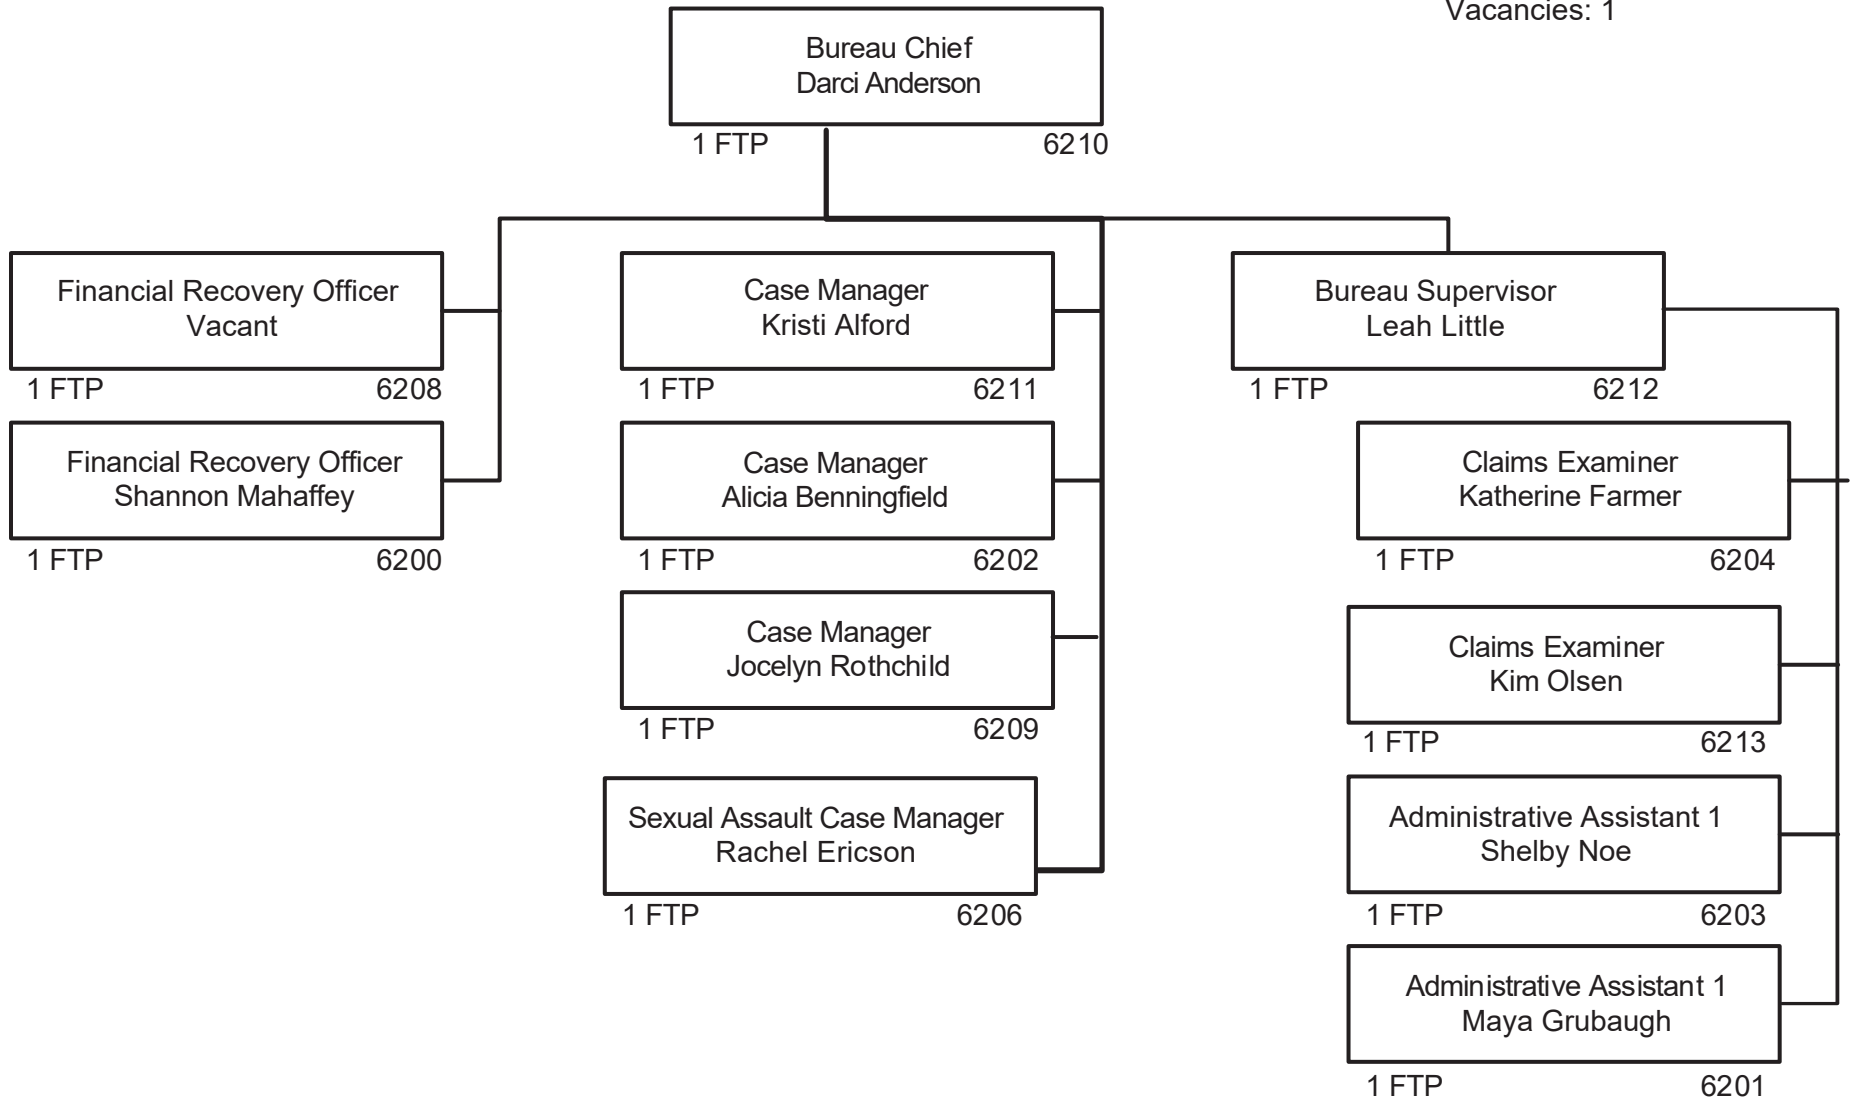 Vacancies: 1
Bureau Chief
Darci Anderson
1 FTP 6210
Financial Recovery Officer
Vacant
1 FTP 6208
Financial Recovery Officer
Shannon Mahaffey
1 FTP 6200
Case Manager
Kristi Alford
1 FTP 6211
Case Manager
Alicia Benningfield
1 FTP 6202
Case Manager
Jocelyn Rothchild
1 FTP 6209
Sexual Assault Case Manager
Rachel Ericson
1 FTP 6206
Bureau Supervisor
Leah Little
1 FTP 6212
Claims Examiner
Katherine Farmer
1 FTP 6204
Claims Examiner
Kim Olsen
1 FTP 6213
Administrative Assistant 1
Shelby Noe
1 FTP 6203
Administrative Assistant 1
Maya Grubaugh
1 FTP 6201